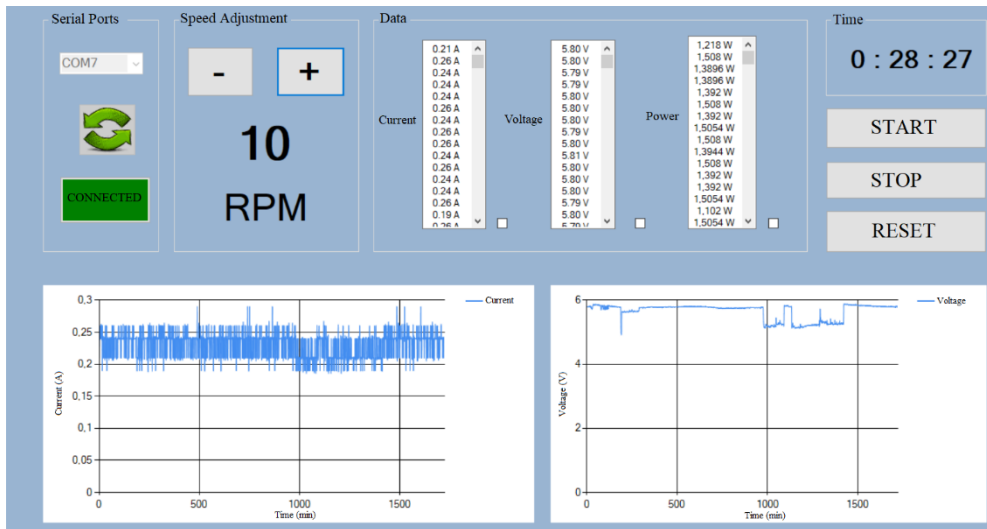 Serial Ports
COM7
CONNECTED
Speed Adjustment
-
+
10
RPM
Data
Current
0.21 A
0.26 A
0.24 A
0.24 A
0.24 A
0.26 A
0.24 A
0.24 A
0.26 A
0.24 A
0.24 A
0.24 A
0.24 A
0.26 A
0.19 A
0.26 A
Voltage
5.80 V
5.80 V
5.79 V
5.79 V
5.80 V
5.80 V
5.80 V
5.79 V
5.80 V
5.81 V
5.80 V
5.80 V
5.80 V
5.79 V
5.80 V
5.79 V
Power
1,218 W
1,508 W
1,3896 W
1,3896 W
1,392 W
1,508 W
1,392 W
1,5054 W
1,508 W
1,3944 W
1,508 W
1,392 W
1,392 W
1,5054 W
1,102 W
1,5054 W
Time
0 : 28 : 27
START
STOP
RESET
Current
0,3
0,25
0,2
0,15
0,1
0,05
0
Current (A)
0
500
1000
1500
Time (min)
Voltage
6
4
2
0
Voltage (V)
0
500
1000
1500
Time (min)